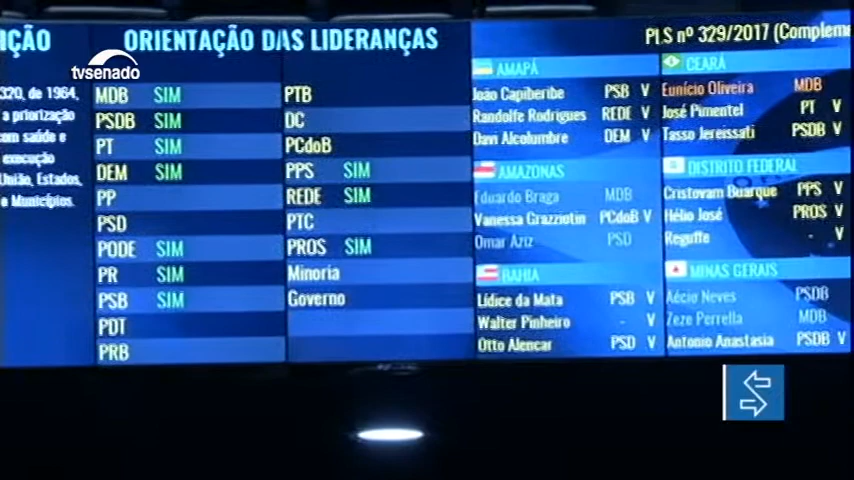 IÇÃO
320, de 1964,
a priorização
com saúde e
execução
União, Estados,
e Municípios.
tvsenado
ORIENTAÇÃO DAS LIDERANÇAS
MDB SIM
PSDB SIM
PT SIM
DEM SIM
PP
PSD
PODE SIM
PR SIM
PSB SIM
PDT
PRB
PTB
DC
PCdoB
PPS SIM
REDE SIM
PTC
PROS SIM
Minoria
Governo
PLS nº 329/2017 (Compleme
AMAPÁ
João Capiberibe PSB V
Randolfe Rodrigues REDE V
Davi Alcolumbre DEM V
AMAZONAS
Eduardo Braga MDB
Vanessa Grazziotin PCdoB V
Omar Aziz PSD
BAHIA
Lídice da Mata PSB V
Walter Pinheiro - V
Otto Alencar PSD V
CEARÁ
Eunício Oliveira MDB
José Pimentel PT V
Tasso Jereissati PSDB V
DISTRITO FEDERAL
Cristovam Buarque PPS V
Hélio José PROS V
Reguffe - V
MINAS GERAIS
Aécio Neves PSDB
Zeze Perrella MDB
Antonio Anastasia PSDB V